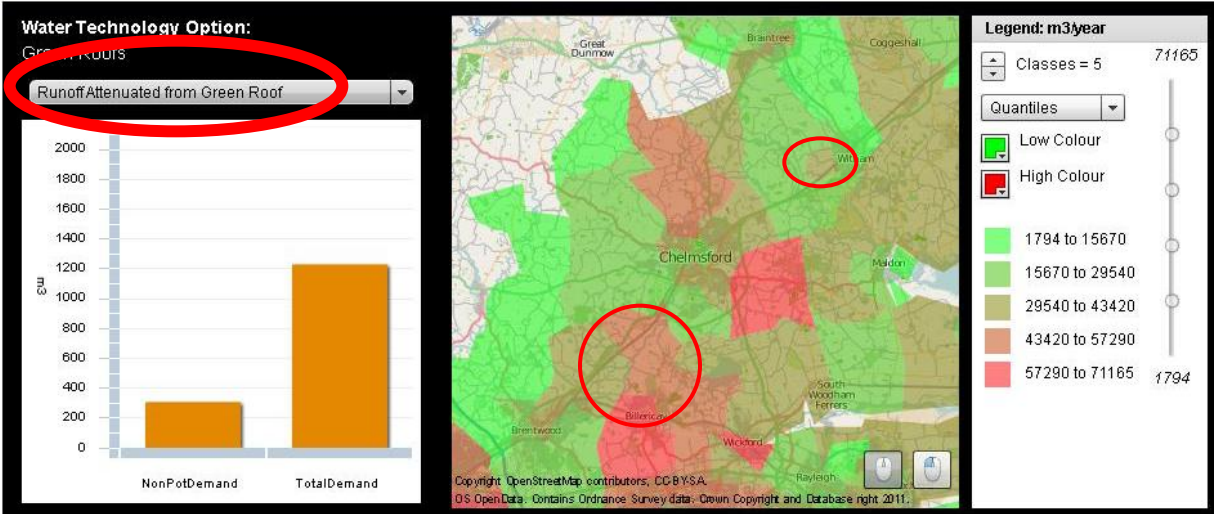 Water Technology Option:
Green Roofs
Runoff Attenuated from Green Roof
2000
1800
1600
1400
1200
1000
800
600
400
200
0
m3
NonPotDemand
TotalDemand
Great
Dunmow
Braintree
Coggeshall
Witham
Chelmsford
Maldon
South
Woodham
Ferrers
Billericay
Brentwood
Wickford
Rayleigh
Copyright OpenStreetMap contributors, CC-BY-SA.
OS OpenData. Contains Ordnance Survey data. Crown Copyright and Database right 2011.
Legend: m3/year
Classes = 5
71165
Quantiles
Low Colour
High Colour
1794 to 15670
15670 to 29540
29540 to 43420
43420 to 57290
57290 to 71165
1794